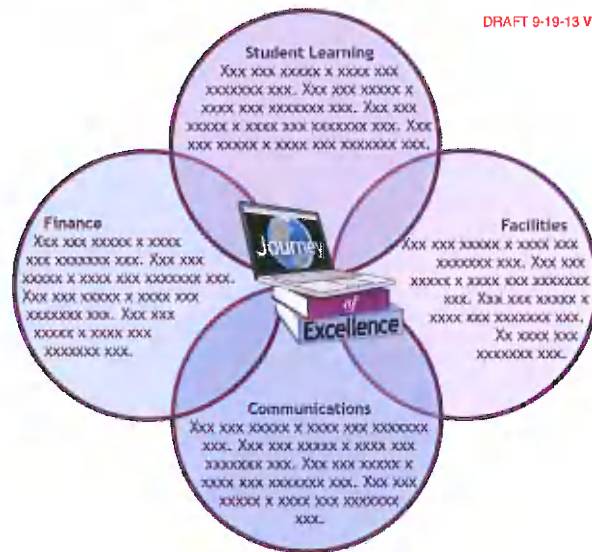 DRAFT 9-19-13 V
Student Learning
Xxx xxx xxxxx x xxxx xxx
xxxxxxx xxx. Xxx xxx xxxxx x
xxxx xxx xxxxxxx xxx. Xxx xxx
xxxxx x xxxx xxx xxxxxxx xxx. Xxx
xxx xxxxx x xxxx xxx xxxxxxx xxx.
Finance
Xxx xxx xxxxx x xxxx
xxx xxxxxxx xxx. Xxx xxx
xxxxx x xxxx xxx xxxxxxx xxx.
Xxx xxx xxxxx x xxxx xxx
xxxxxxx xxx. Xxx xxx
xxxxx x xxxx xxx
xxxxxxx xxx.
Journey
of
Excellence
Facilities
Xxx xxx xxxxx x xxxx xxx
xxxxxxx xxx. Xxx xxx
xxxxx x xxxx xxx xxxxxxx
xxx. Xxx xxx xxxxx x
xxxx xxx xxxxxxx xxx.
Xx xxxx xxx
xxxxxxx xxx.
Communications
Xxx xxx xxxxx x xxxx xxx xxxxxxx
xxx. Xxx xxx xxxxx x xxxx xxx
xxxxxxx xxx. Xxx xxx xxxxx x
xxxx xxx xxxxxxx xxx. Xxx xxx
xxxxx x xxxx xxx xxxxxxx
xxx.